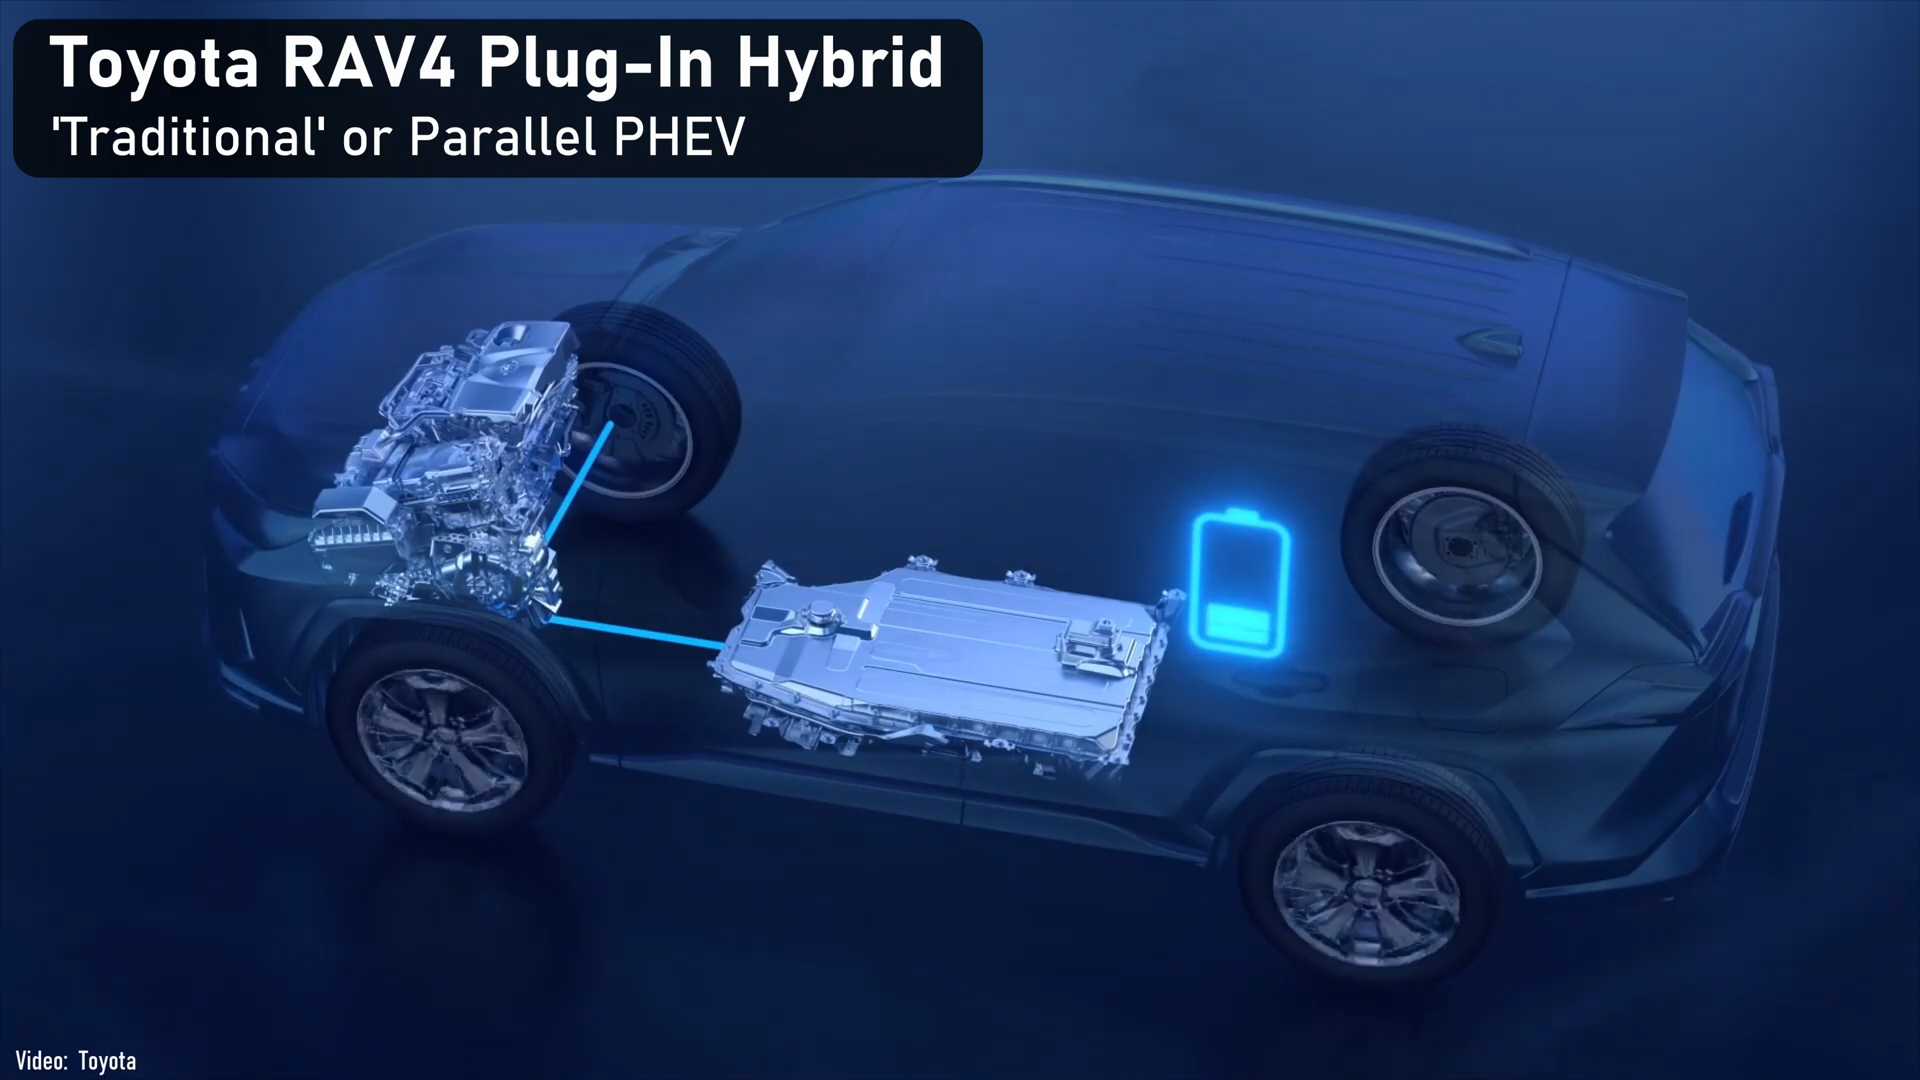 Toyota RAV4 Plug-In Hybrid
'Traditional' or Parallel PHEV
Video: Toyota